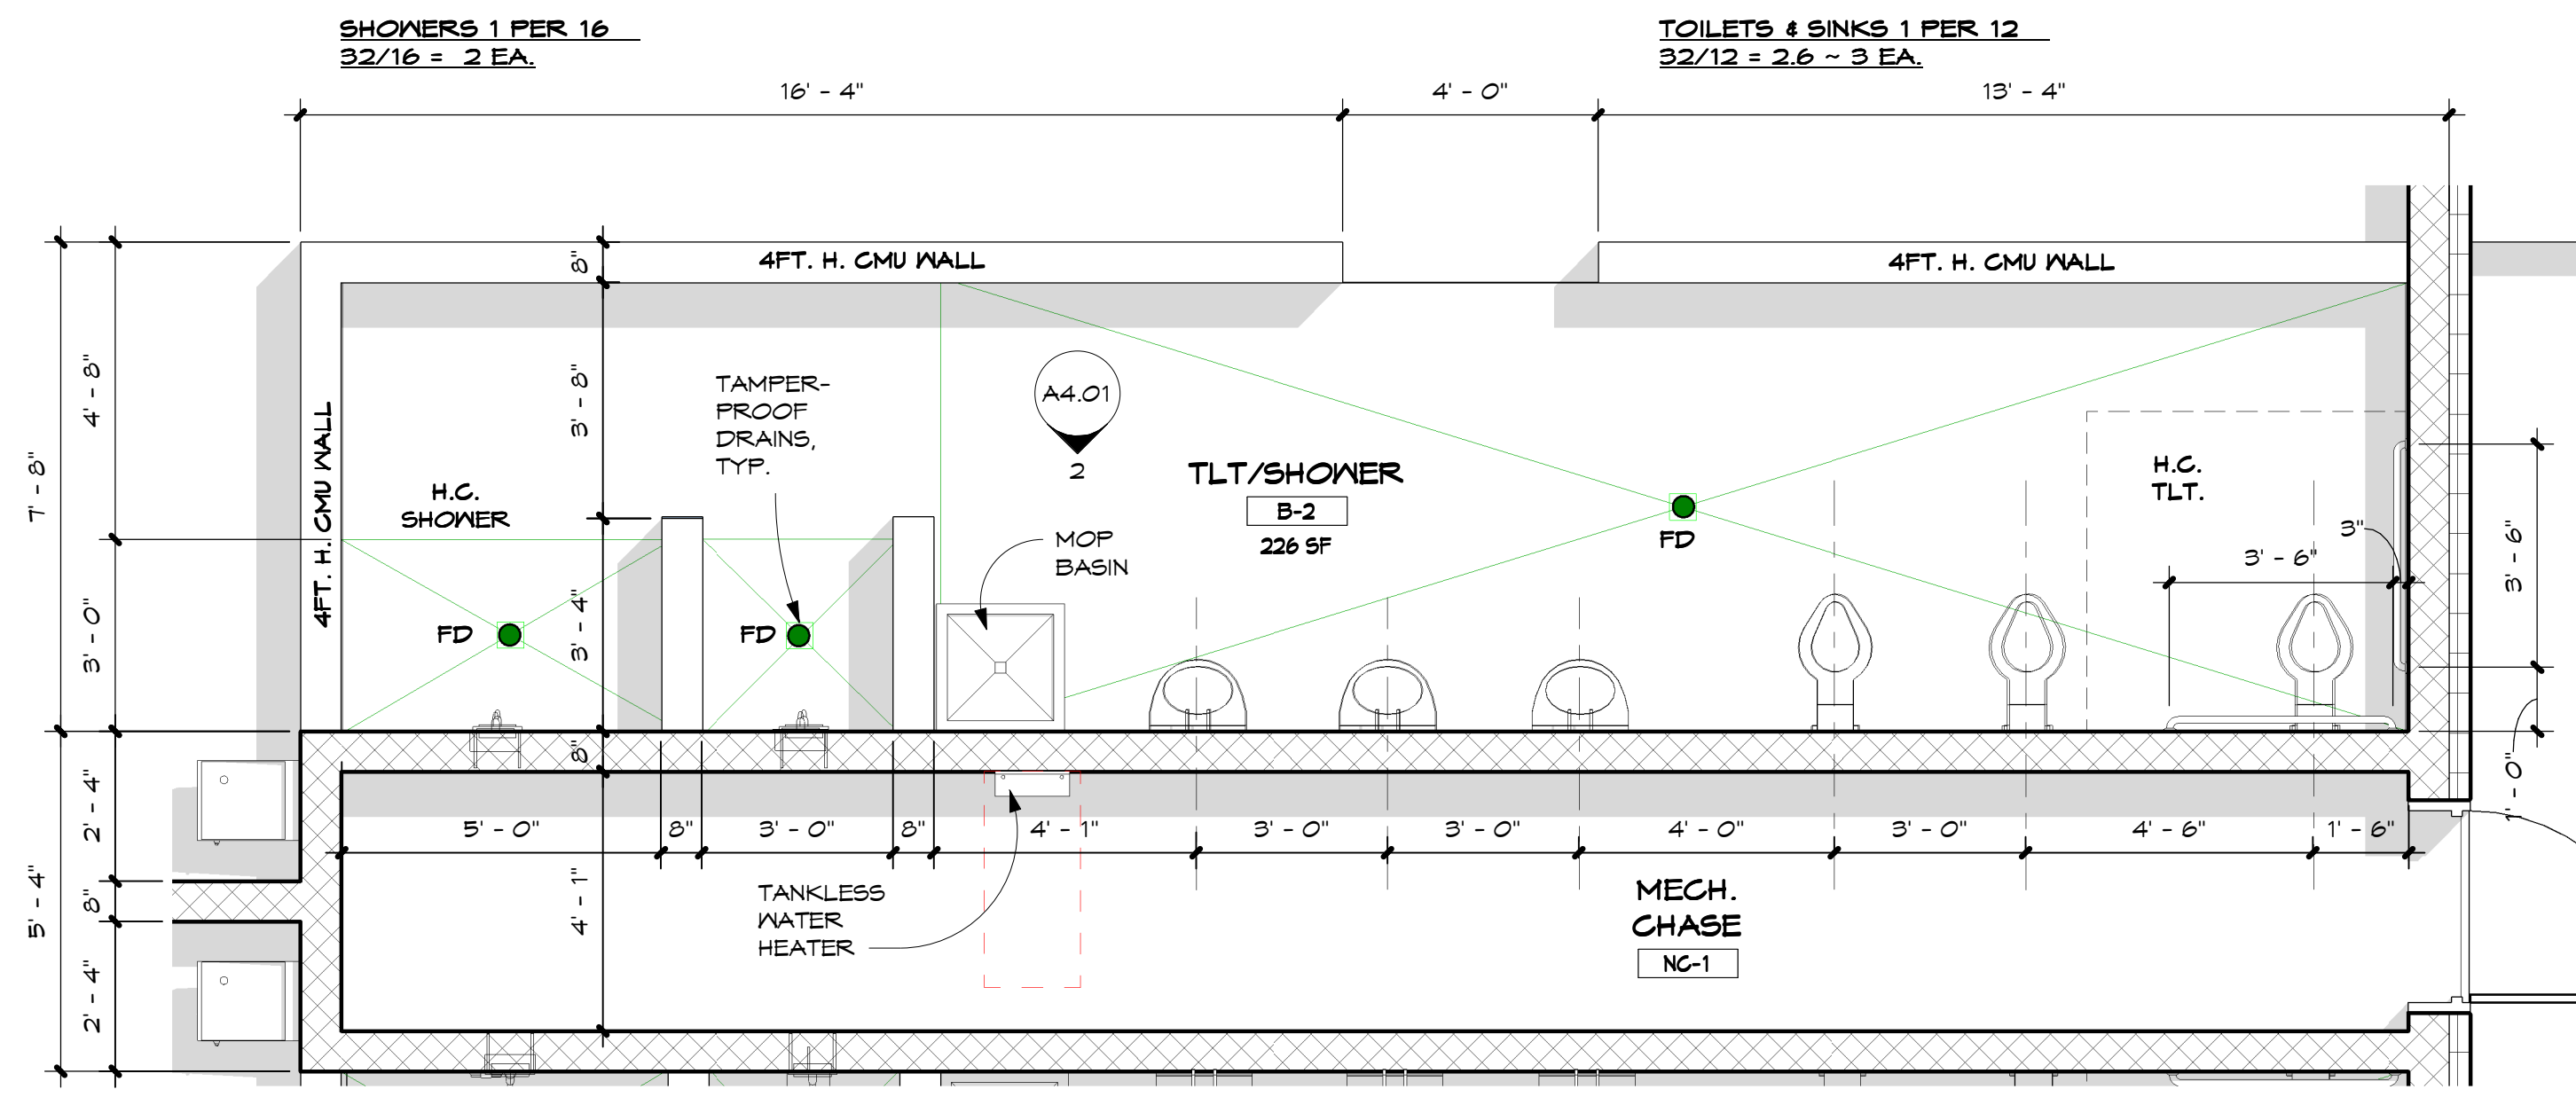 SHOWERS 1 PER 16
32/16 = 2 EA.
TOILETS & SINKS 1 PER 12
32/12 = 2.6 ~ 3 EA.
16' - 4"
4' - 0"
13' - 4"
4FT. H. CMU WALL
4FT. H. CMU WALL
4FT. H. CMU WALL
7' - 8"
4' - 8"
3' - 0"
8"
3' - 8"
3' - 4"
8"
4' - 1"
TAMPER-
PROOF
DRAINS,
TYP.
A4.01
2
TLT/SHOWER
B-2
226 SF
H.C.
SHOWER
FD
FD
MOP
BASIN
FD
H.C.
TLT.
3"
3' - 6"
3' - 6"
1' - 0"
5' - 4"
2' - 4"
8"
2' - 4"
5' - 0"
8"
3' - 0"
8"
4' - 1"
3' - 0"
3' - 0"
4' - 0"
3' - 0"
4' - 6"
1' - 6"
TANKLESS
WATER
HEATER
MECH.
CHASE
NC-1